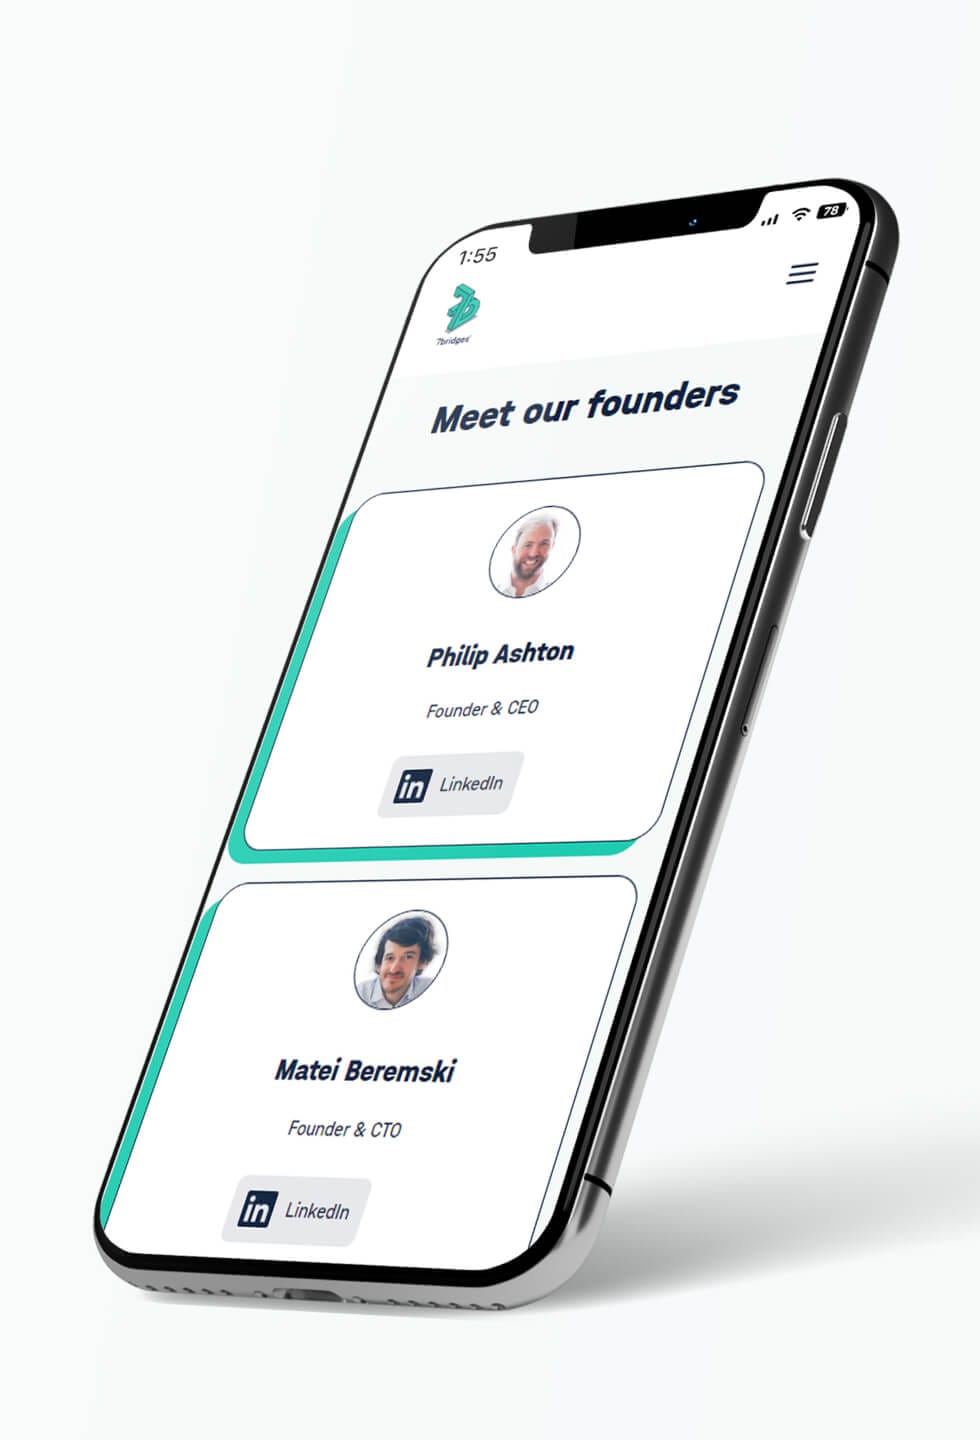 1:55
78
7bridges
Meet our founders
Philip Ashton
Founder & CEO
in LinkedIn
Matei Beremski
Founder & CTO
in LinkedIn